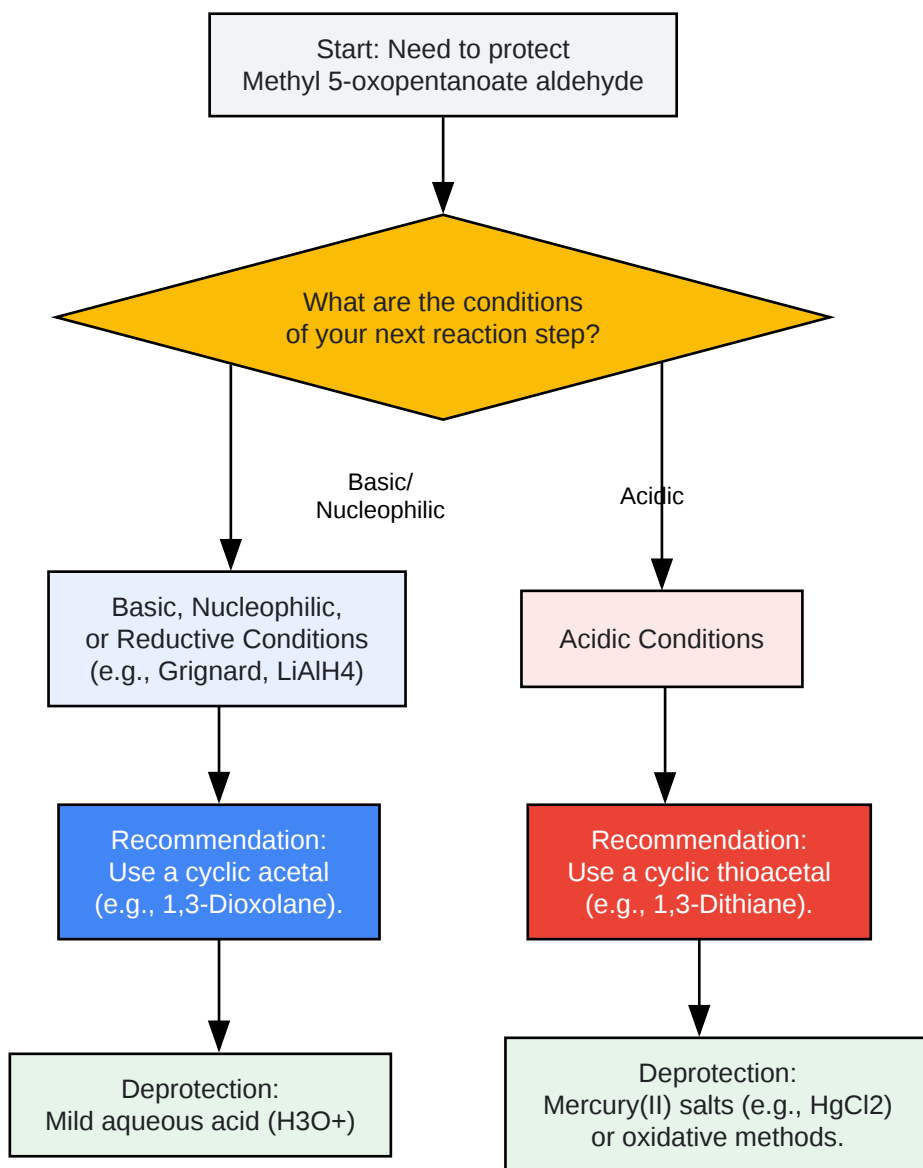 Start: Need to protect
Methyl 5-oxopentanoate aldehyde
What are the conditions
of your next reaction step?
Basic/
Nucleophilic
Acidic
Basic, Nucleophilic,
or Reductive Conditions
(e.g., Grignard, LiAlH4)
Acidic Conditions
Recommendation:
Use a cyclic acetal
(e.g., 1,3-Dioxolane).
Recommendation:
Use a cyclic thioacetal
(e.g., 1,3-Dithiane).
Deprotection:
Mild aqueous acid (H3O+)
Deprotection:
Mercury(II) salts (e.g., HgCl2)
or oxidative methods.